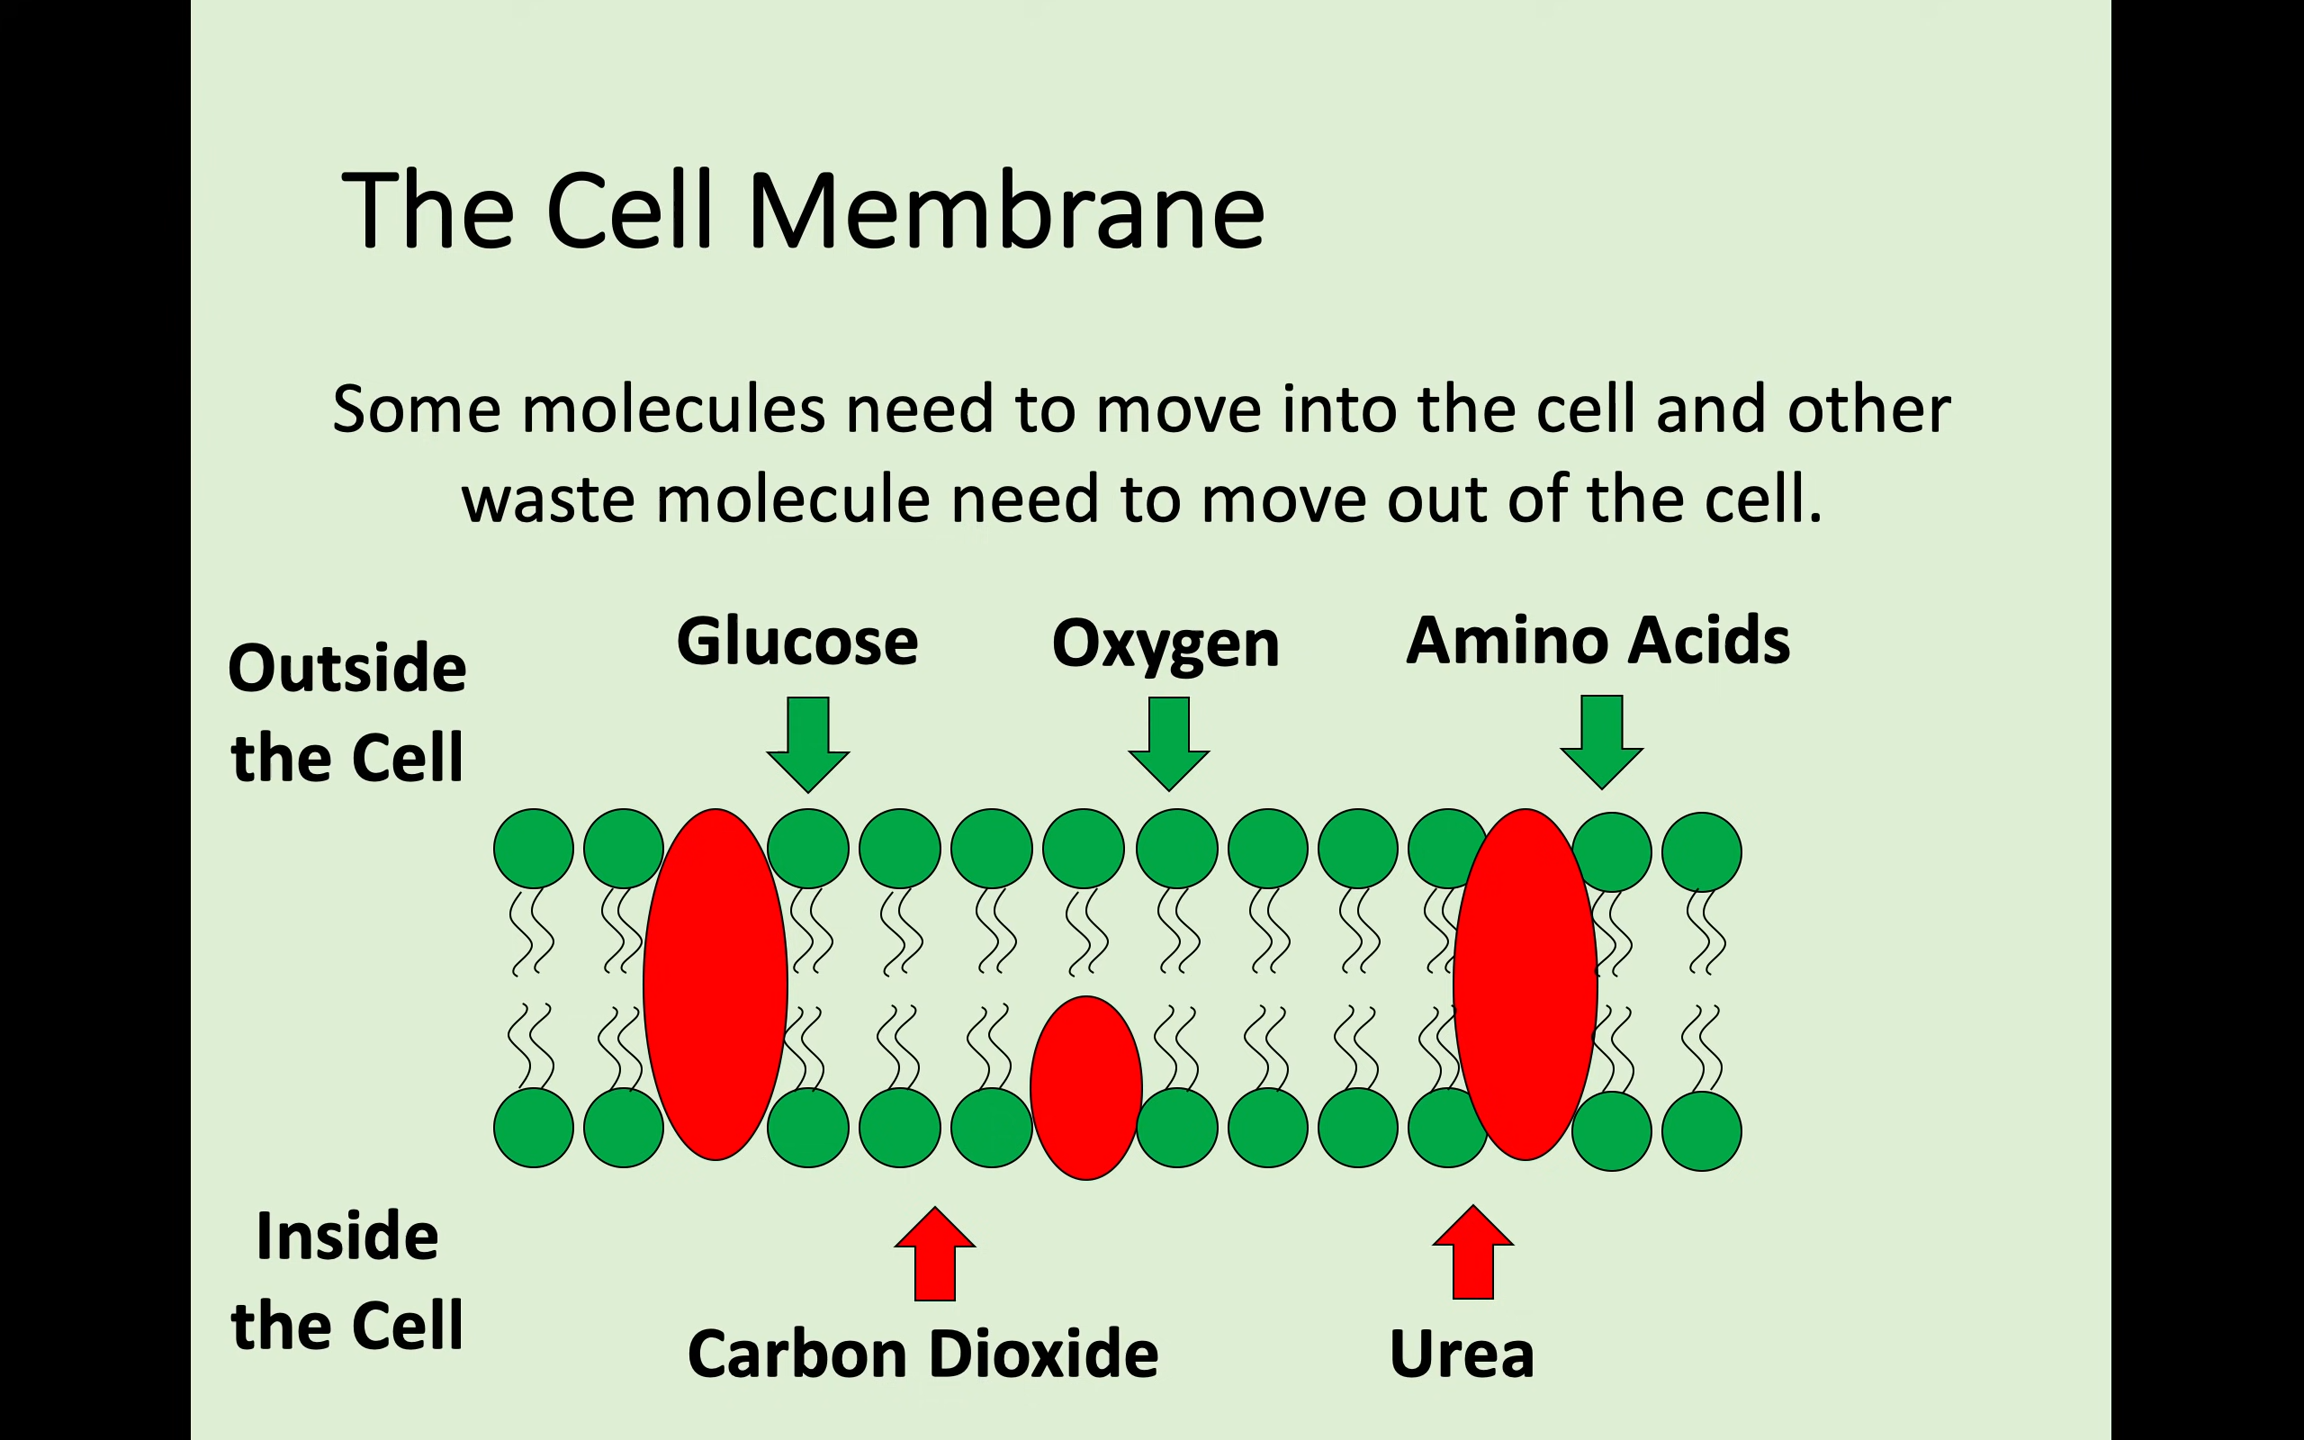 The Cell Membrane
Some molecules need to move into the cell and other
waste molecule need to move out of the cell.
Outside
the Cell
Glucose
Oxygen
Amino Acids
Inside
the Cell
Carbon Dioxide
Urea